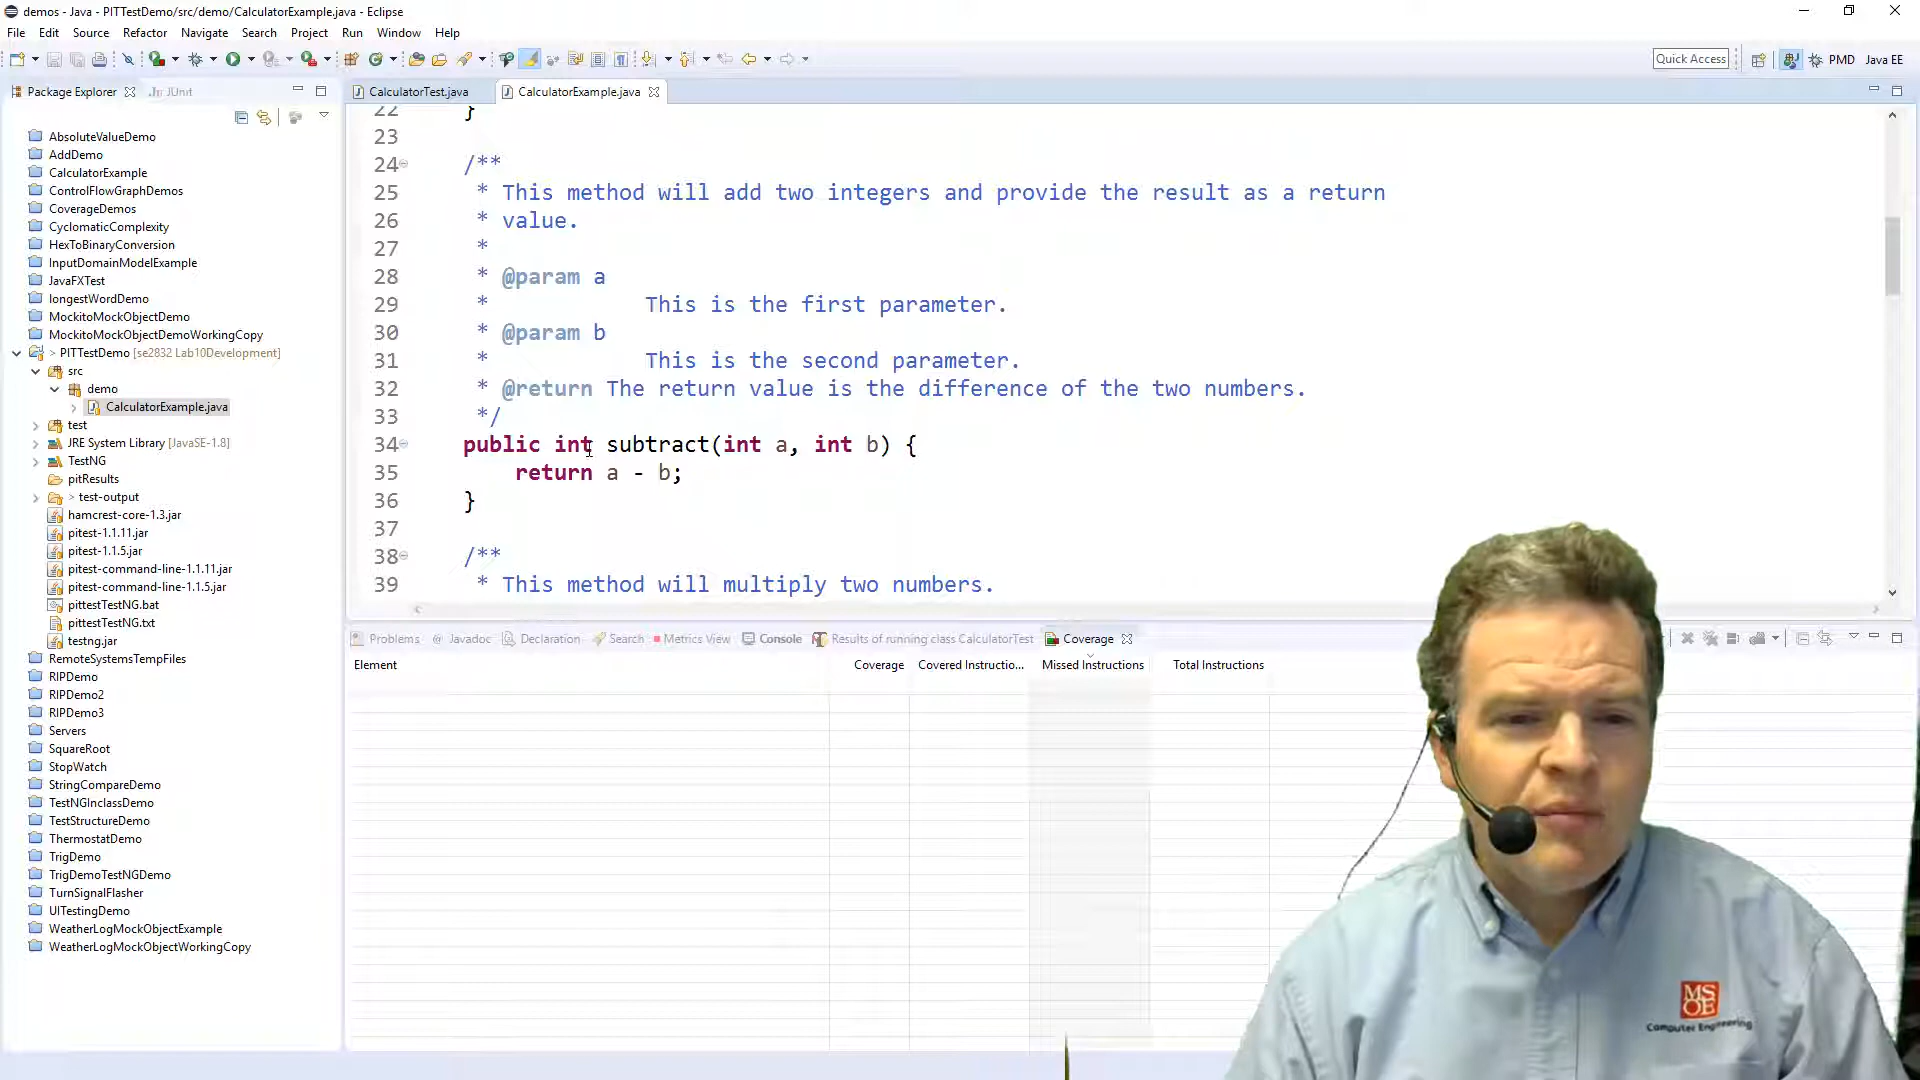 demos - Java - PITTestDemo/src/demo/CalculatorExample.java - Eclipse
File Edit Source Refactor Navigate Search Project Run Window Help
Quick Access PMD Java EE
Package Explorer JUnit CalculatorTest.java CalculatorExample.java
AbsoluteValueDemo
AddDemo
CalculatorExample
ControlFlowGraphDemos
CoverageDemos
CyclomaticComplexity
HexToBinaryConversion
InputDomainModelExample
JavaFXTest
longestWordDemo
MockitoMockObjectDemo
MockitoMockObjectDemoWorkingCopy
> PITTestDemo [se2832 Lab10Development]
src
demo
CalculatorExample.java
test
JRE System Library [JavaSE-1.8]
TestNG
pitResults
> test-output
hamcrest-core-1.3.jar
pitest-1.1.11.jar
pitest-1.1.5.jar
pitest-command-line-1.1.11.jar
pitest-command-line-1.1.5.jar
pittestTestNG.bat
pittestTestNG.txt
testng.jar
RemoteSystemsTempFiles
RIPDemo
RIPDemo2
RIPDemo3
Servers
SquareRoot
StopWatch
StringCompareDemo
TestNGInclassDemo
TestStructureDemo
ThermostatDemo
TrigDemo
TrigDemoTestNGDemo
TurnSignalFlasher
UITestingDemo
WeatherLogMockObjectExample
WeatherLogMockObjectWorkingCopy
22 }
23
24 /**
25 * This method will add two integers and provide the result as a return
26 * value.
27 *
28 * @param a
29 * This is the first parameter.
30 * @param b
31 * This is the second parameter.
32 * @return The return value is the difference of the two numbers.
33 */
34 public int subtract(int a, int b) {
35 return a - b;
36 }
37
38 /**
39 * This method will multiply two numbers.
Problems @ Javadoc Declaration Search Metrics View Console Results of running class CalculatorTest Coverage
Element Coverage Covered Instructio... Missed Instructions Total Instructions
MS
OE
Computer Engineering